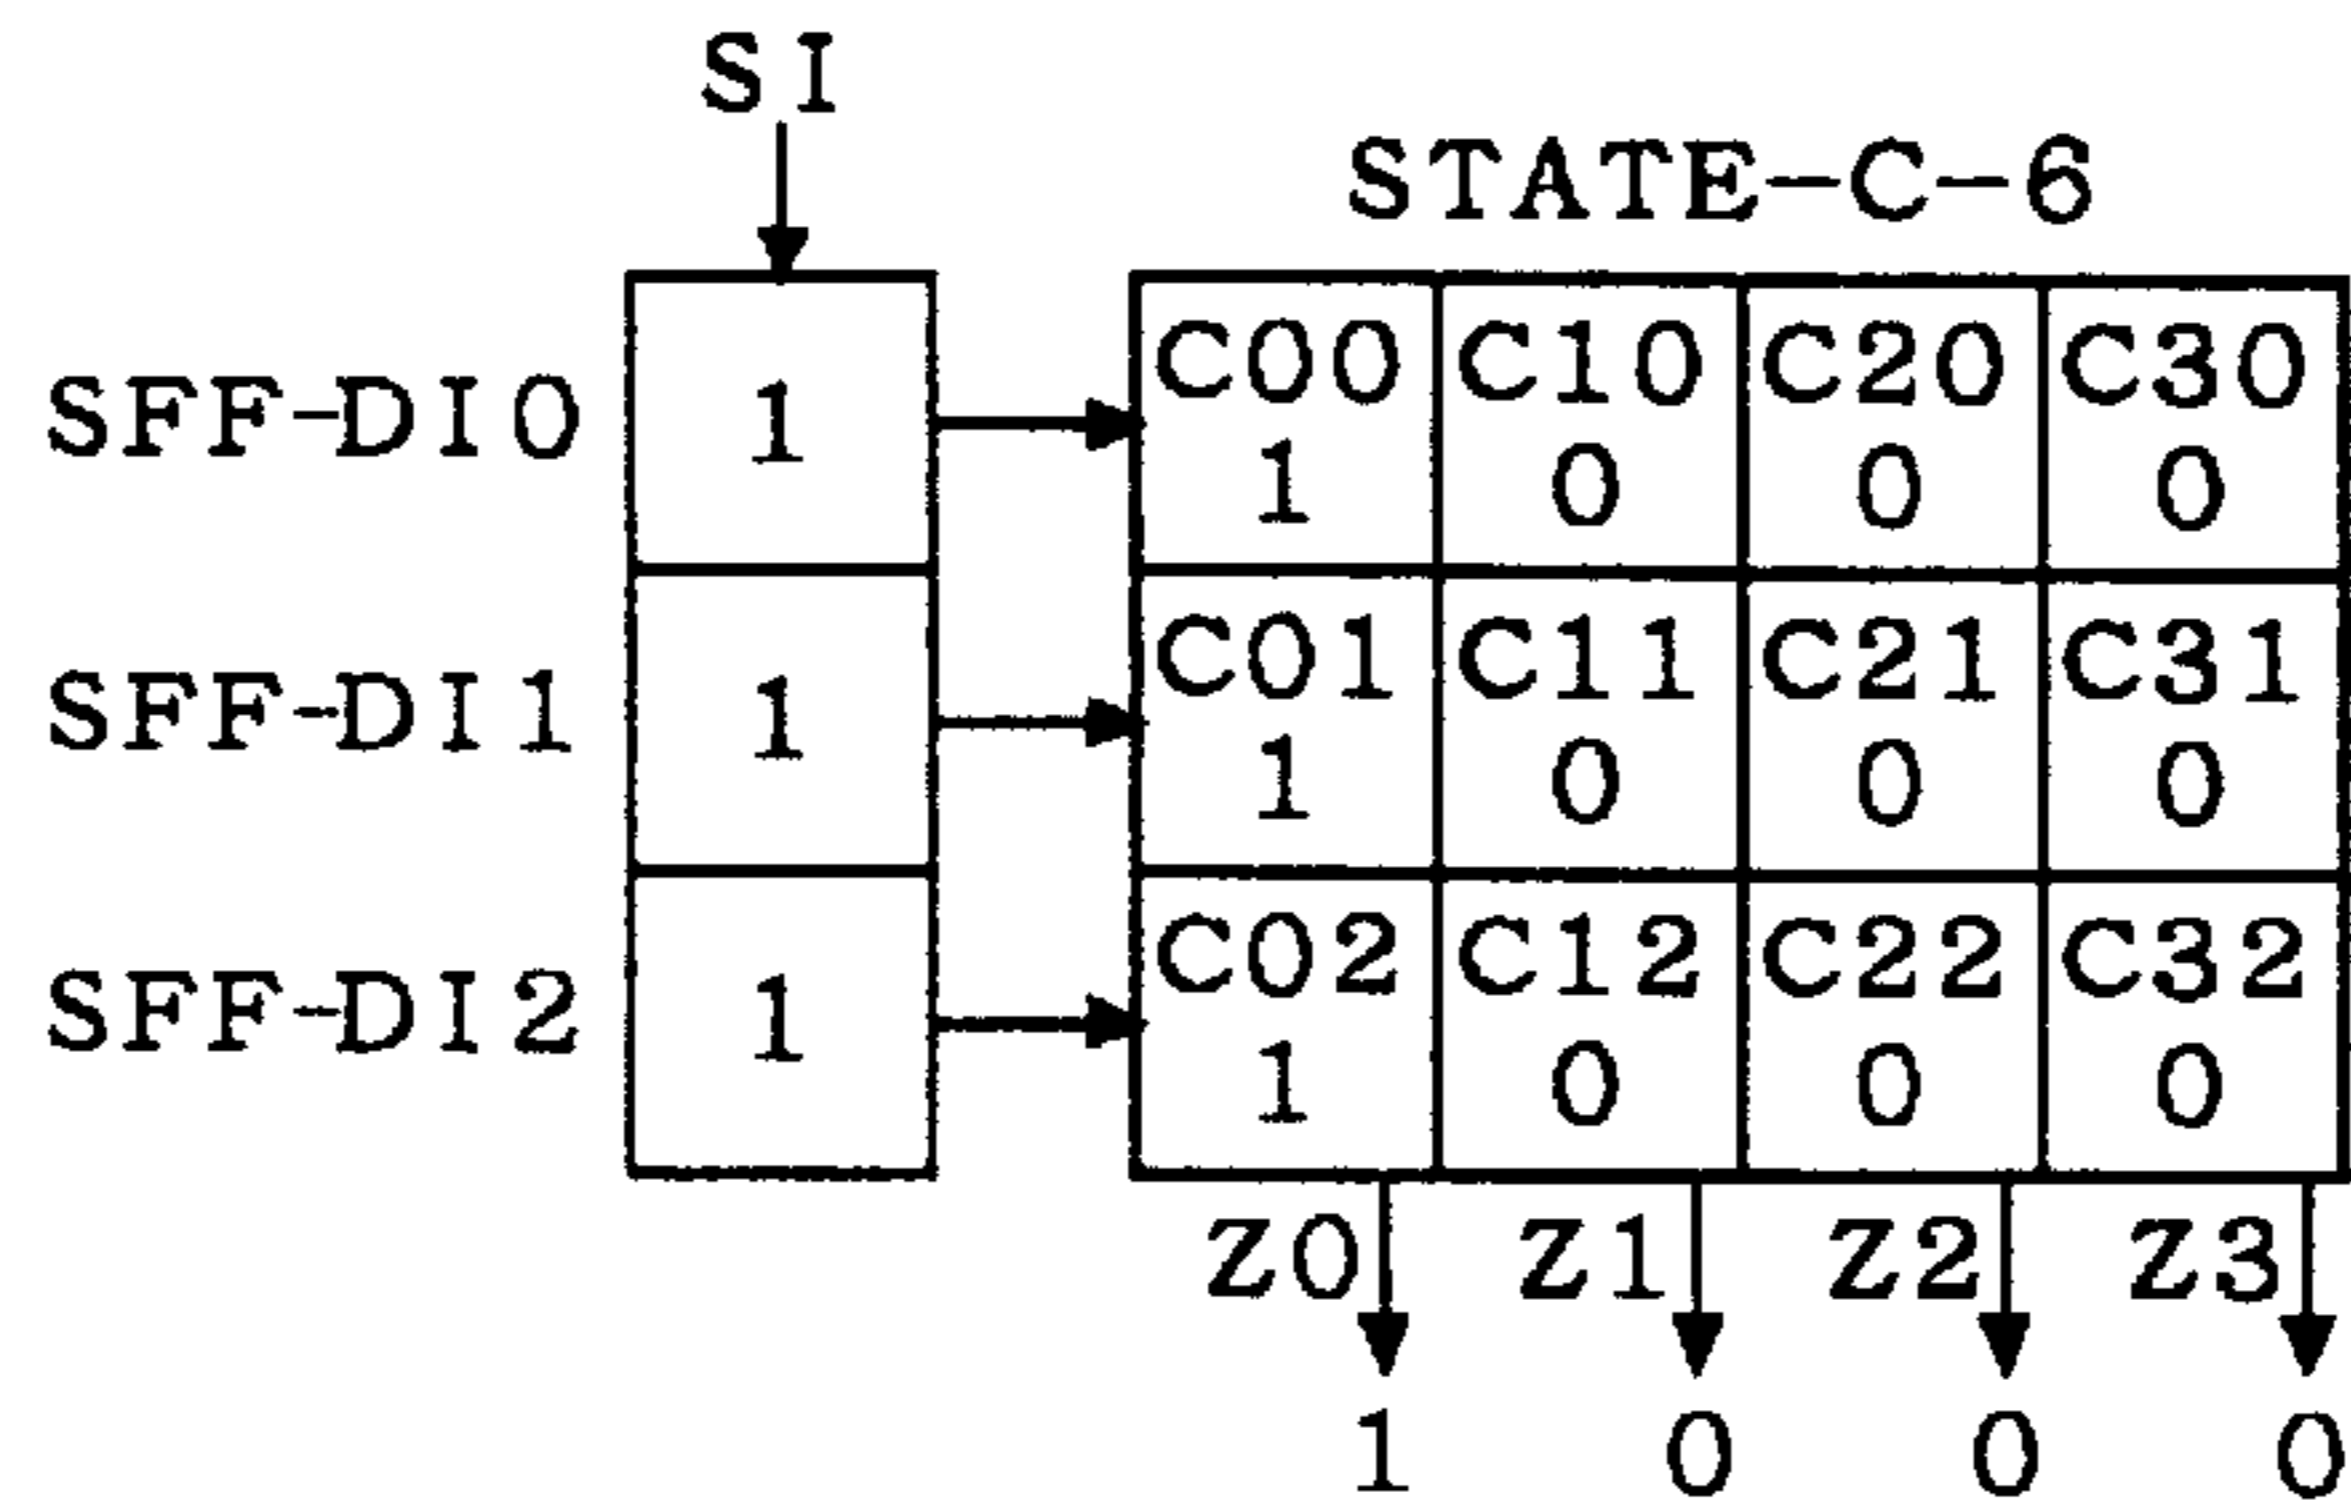 SI
STATE-C-6
C00 C10 C20 C30
SFF-DI0 1 1 0 0 0
C01 C11 C21 C31
SFF-DI1 1 1 0 0 0
C02 C12 C22 C32
SFF-DI2 1 1 0 0 0
Z0 Z1 Z2 Z3
1 0 0 0